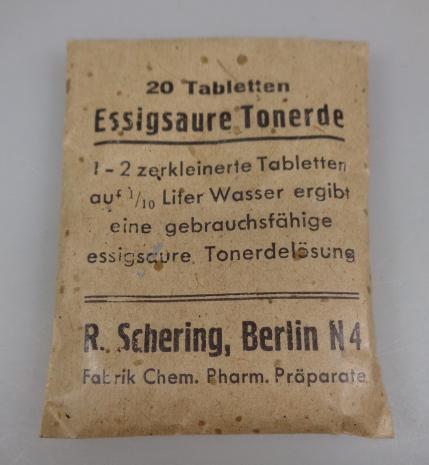 20 Tabletten
Essigsaure Tonerde
1-2 zerkleinerte Tabletten
auf 1/10 Liter Wasser ergibt
eine gebrauchsfähige
essigsaure Tonerdelösung
R. Schering, Berlin N4
Fabrik Chem. Pharm. Präparate